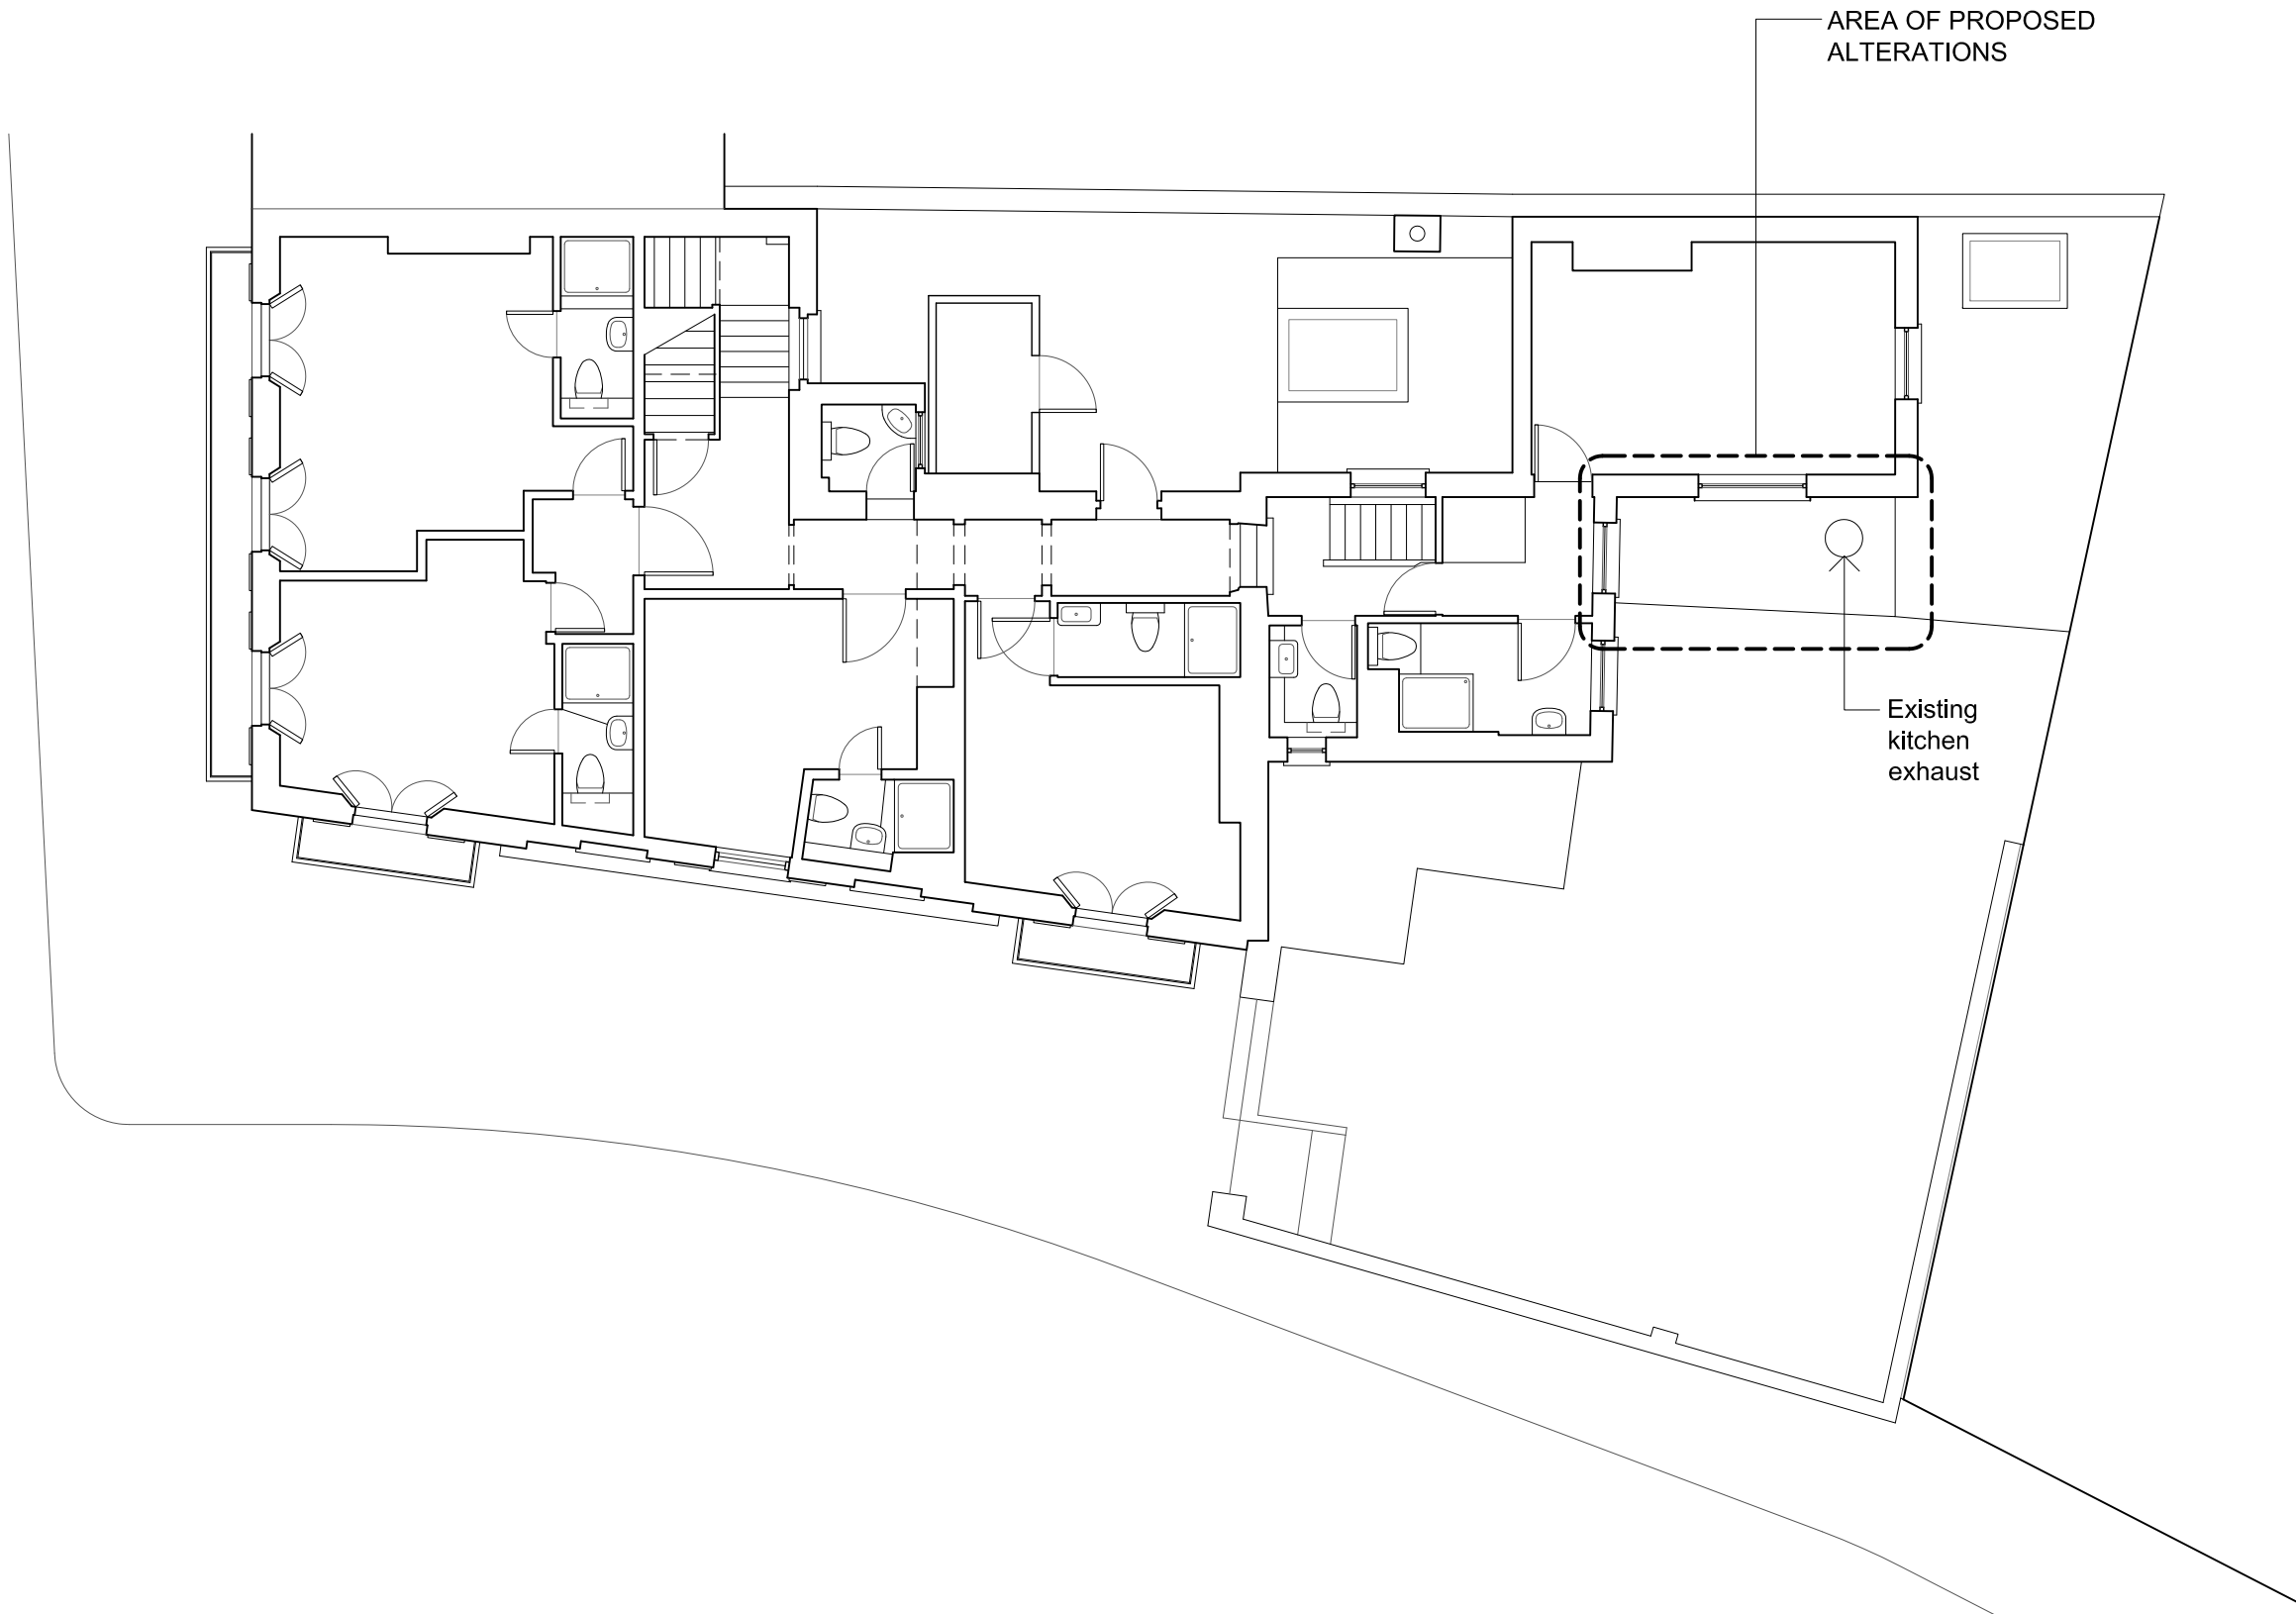 AREA OF PROPOSED
ALTERATIONS
Existing
kitchen
exhaust